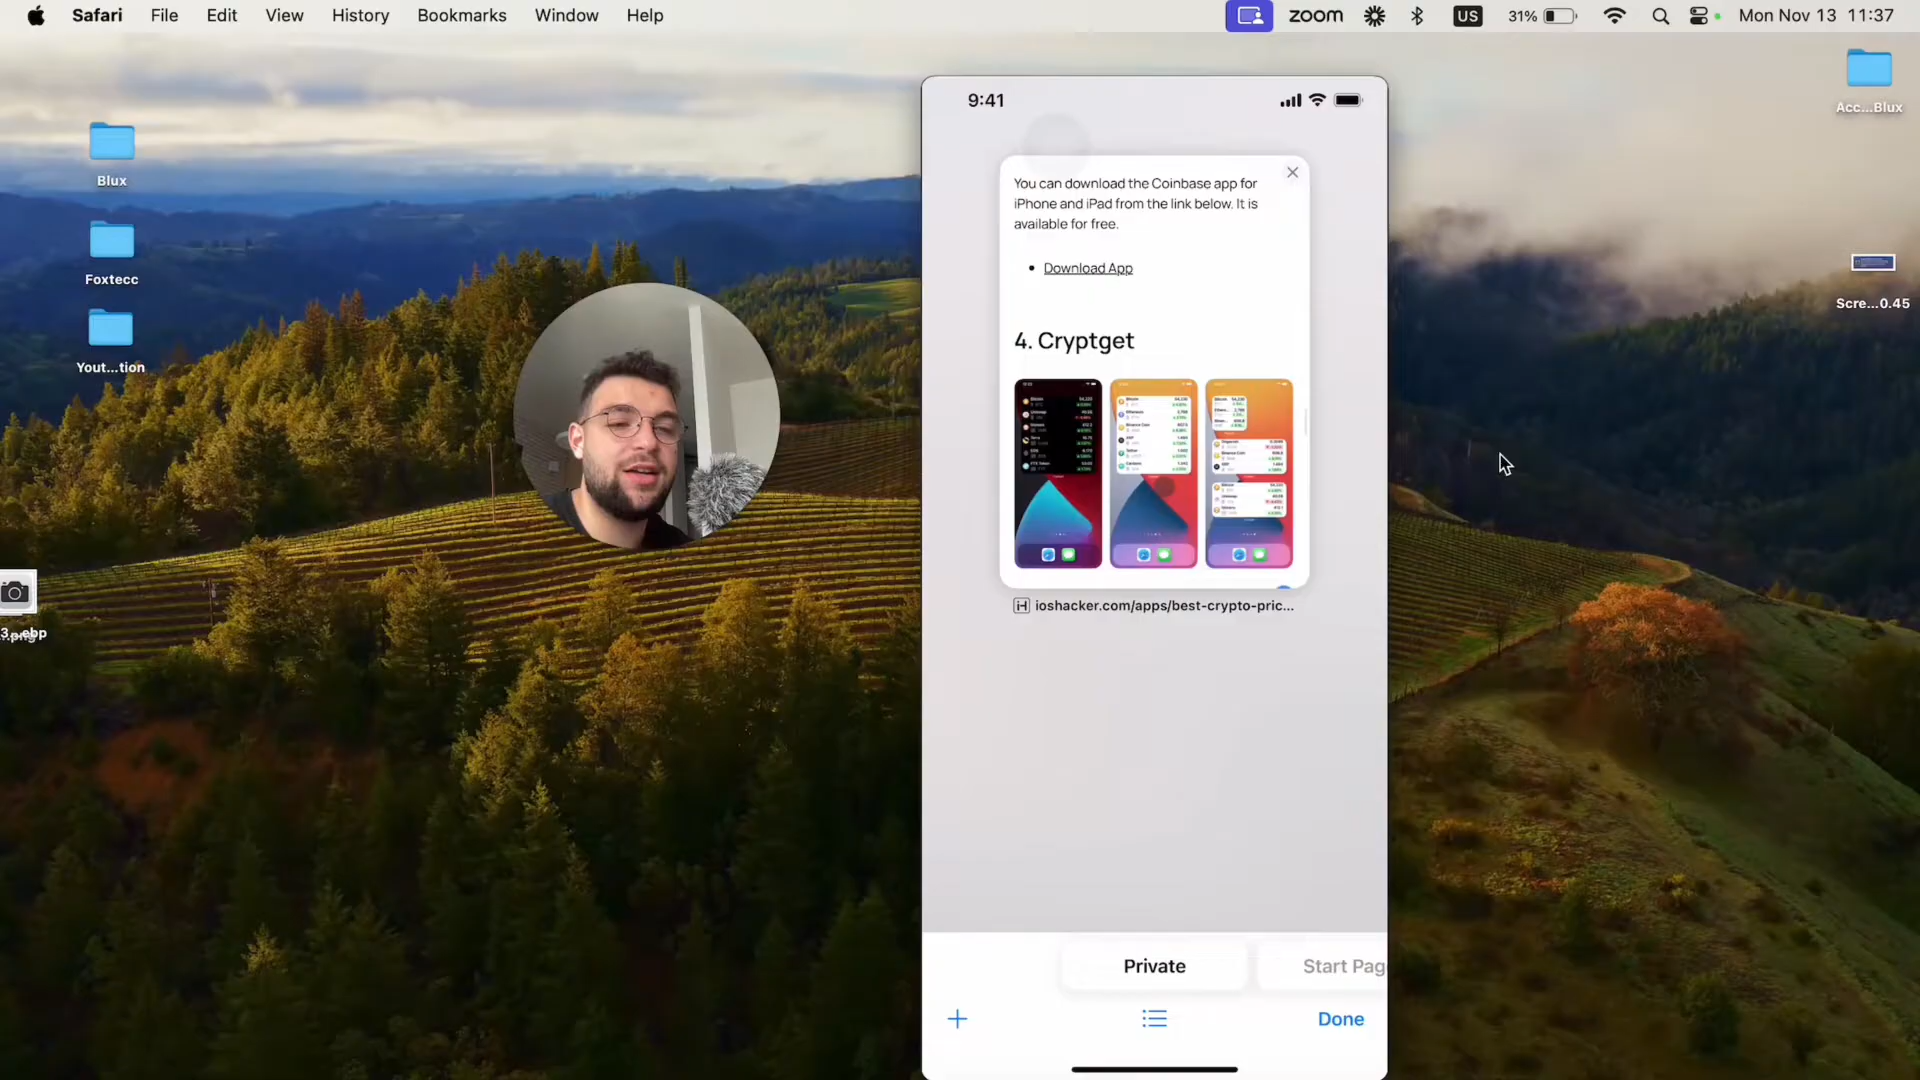 Safari File Edit View History Bookmarks Window Help
zoom US 31% Mon Nov 13 11:37
Blux
Foxtecc
Yout...tion
Acc...Blux
Scre...0.45
9:41
You can download the Coinbase app for
iPhone and iPad from the link below. It is
available for free.
• Download App
4. Cryptget
ioshacker.com/apps/best-crypto-pric...
Private
Start Pag
Done